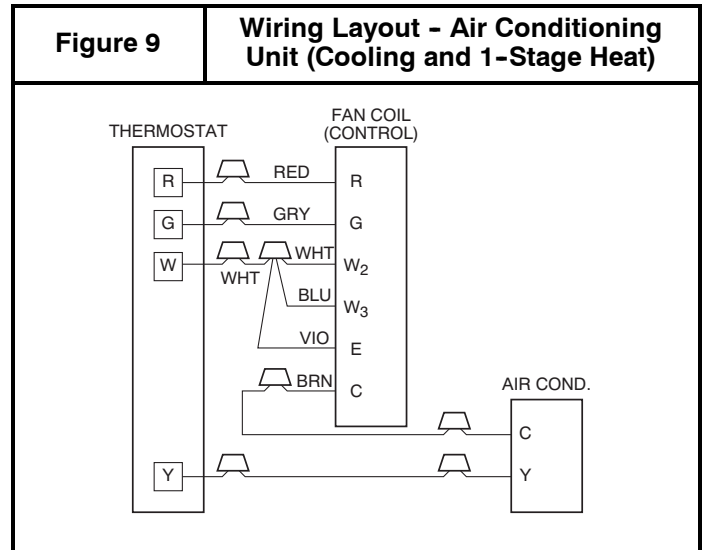 Figure 9
Wiring Layout – Air Conditioning
Unit (Cooling and 1-Stage Heat)
THERMOSTAT
FAN COIL
(CONTROL)
R
RED
R
G
GRY
G
W
WHT
WHT
W2
BLU
W3
VIO
E
BRN
C
AIR COND.
C
Y
Y